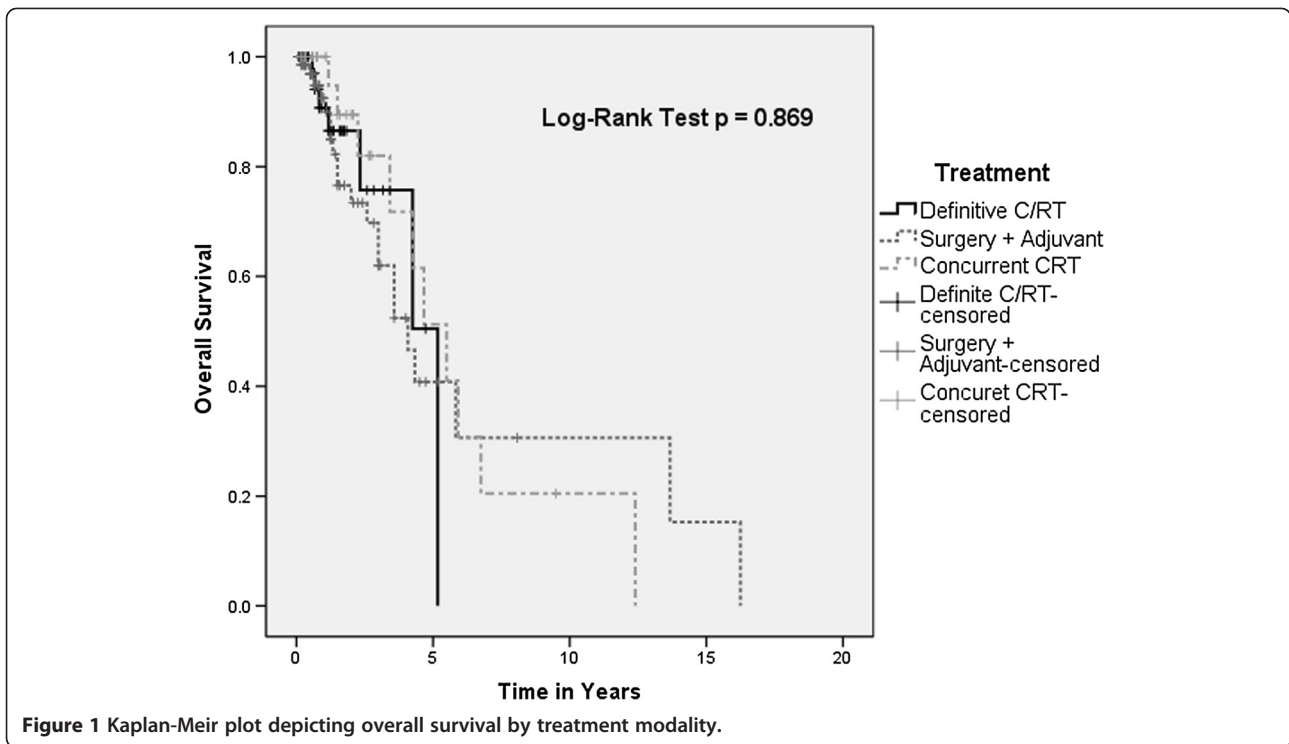 1.0
0.8
0.6
0.4
0.2
0.0
Overall Survival
Log-Rank Test p = 0.869
0 5 10 15 20
Time in Years
Treatment
Definitive C/RT
Surgery + Adjuvant
Concurrent CRT
Definite C/RT-
censored
Surgery +
Adjuvant-censored
Concuret CRT-
censored
Figure 1 Kaplan-Meir plot depicting overall survival by treatment modality.